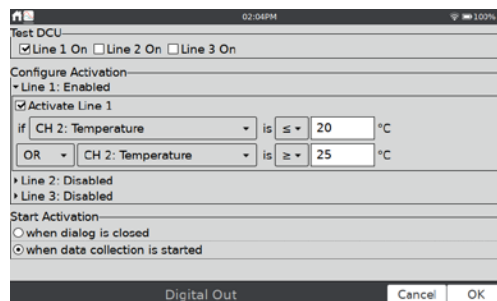 02:04PM
100%
Test DCU
Line 1 On Line 2 On Line 3 On
Configure Activation
Line 1: Enabled
Activate Line 1
if CH 2: Temperature is ≤ 20 °C
OR CH 2: Temperature is ≥ 25 °C
Line 2: Disabled
Line 3: Disabled
Start Activation
when dialog is closed
when data collection is started
Digital Out Cancel OK